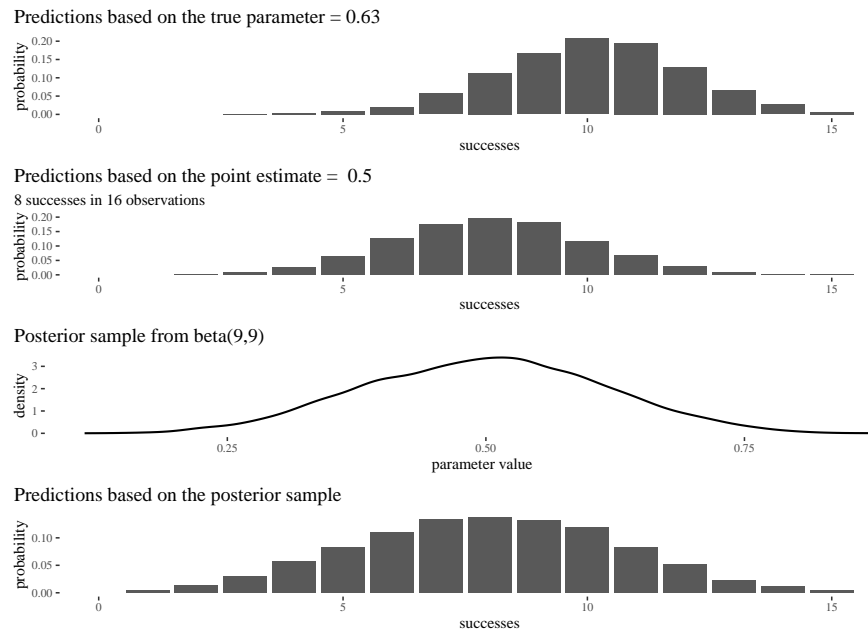 Predictions based on the true parameter = 0.63
probability
0.20
0.15
0.10
0.05
0.00
0 5 10 15
successes
Predictions based on the point estimate = 0.5
8 successes in 16 observations
probability
0.20
0.15
0.10
0.05
0.00
0 5 10 15
successes
Posterior sample from beta(9,9)
density
3
2
1
0
0.25 0.50 0.75
parameter value
Predictions based on the posterior sample
probability
0.10
0.05
0.00
0 5 10 15
successes